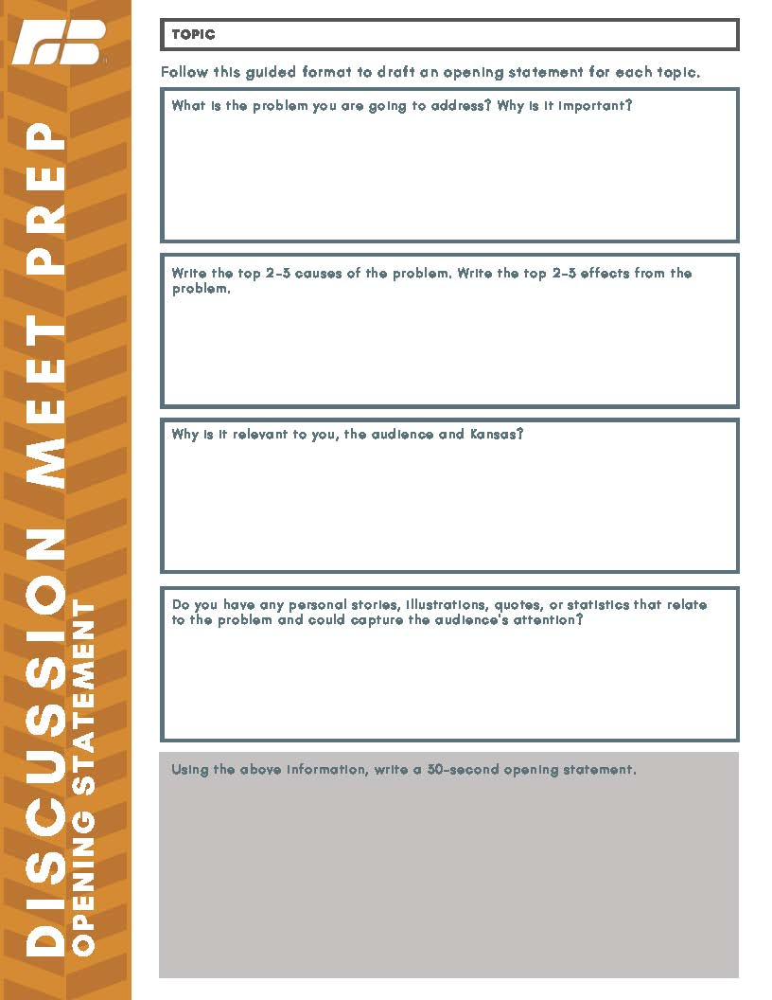 FB
DISCUSSION MEET PREP
OPENING STATEMENT
TOPIC
Follow this guided format to draft an opening statement for each topic.
What is the problem you are going to address? Why is it important?
Write the top 2-3 causes of the problem. Write the top 2-3 effects from the
problem.
Why is it relevant to you, the audience and Kansas?
Do you have any personal stories, illustrations, quotes, or statistics that relate
to the problem and could capture the audience's attention?
Using the above information, write a 30-second opening statement.